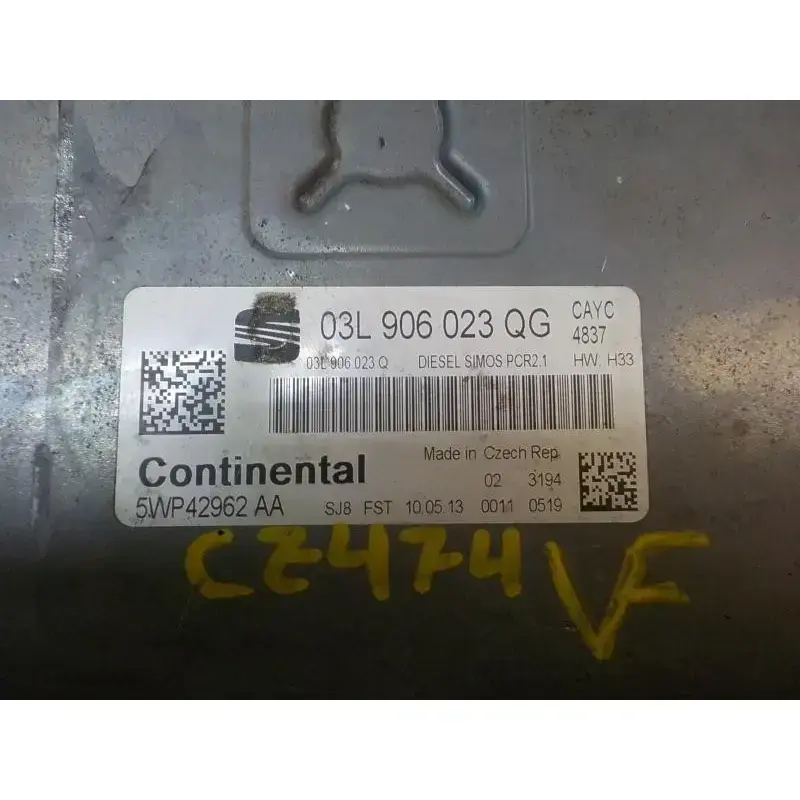 03L 906 023 QG CAYC
4837
03L 906 023 Q DIESEL SIMOS PCR2.1 HW. H33
Continental Made in Czech Rep
02 3194
5WP42962 AA SJ8 FST 10.05.13 0011 0519
CZ474 VF